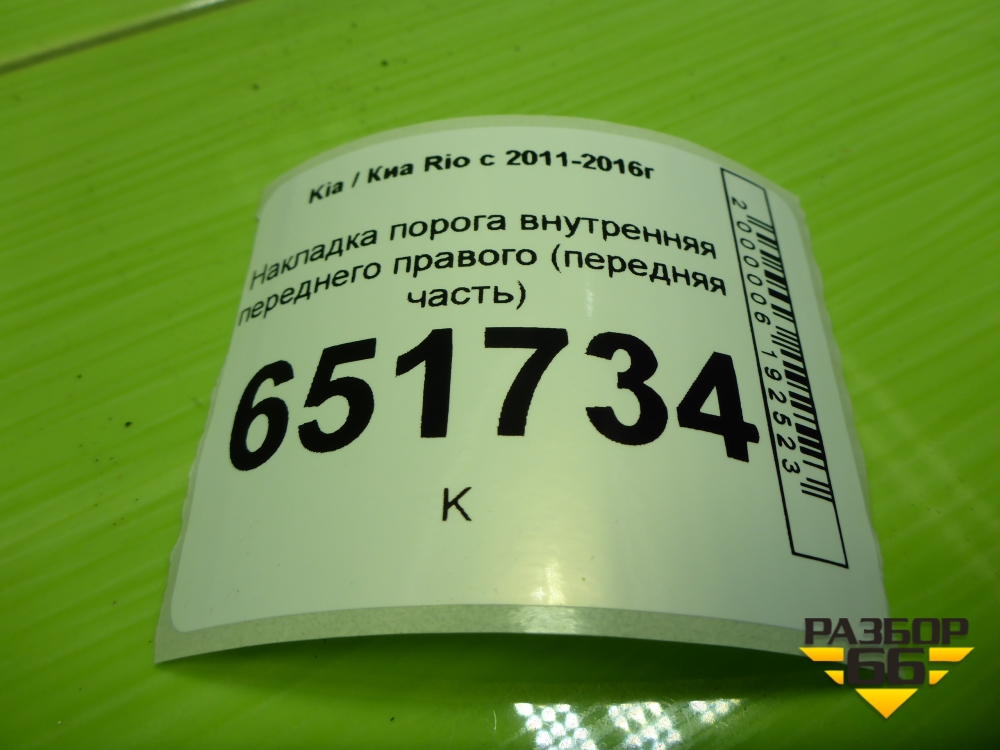 Kia / Киа Rio с 2011-2016г
Накладка порога внутренняя
переднего правого (передняя
часть)
651734
К
2000006192523
РАЗБОР
66